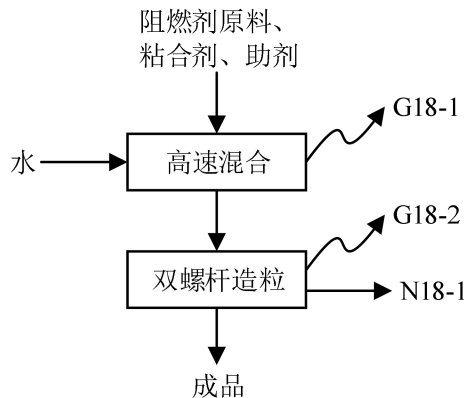 阻燃剂原料、
粘合剂、助剂
G18-1
水
高速混合
G18-2
双螺杆造粒
N18-1
成品